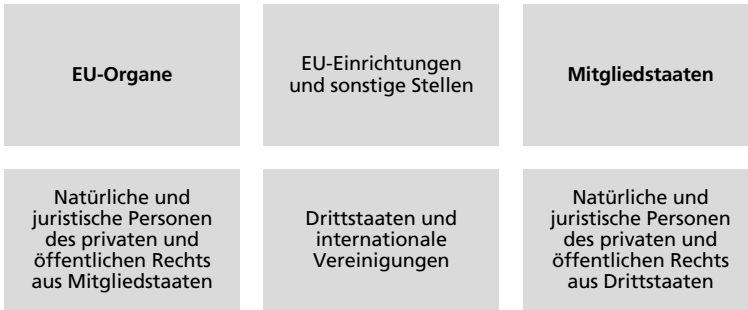 EU-Organe
EU-Einrichtungen
und sonstige Stellen
Mitgliedstaaten
Natürliche und
juristische Personen
des privaten und
öffentlichen Rechts
aus Mitgliedstaaten
Drittstaaten und
internationale
Vereinigungen
Natürliche und
juristische Personen
des privaten und
öffentlichen Rechts
aus Drittstaaten